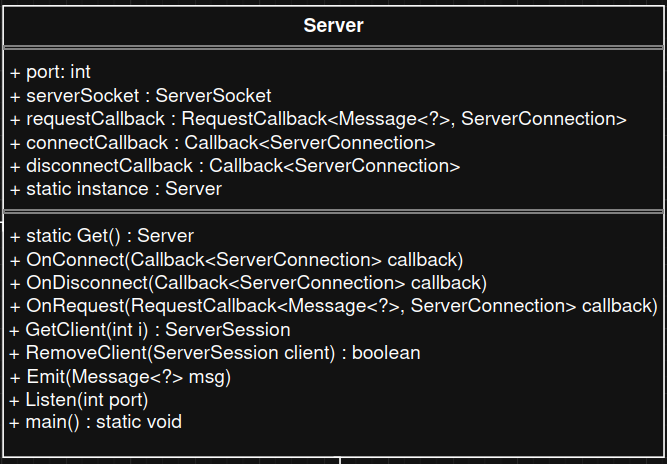 Server
+ port: int
+ serverSocket : ServerSocket
+ requestCallback : RequestCallback<Message<?>, ServerConnection>
+ connectCallback : Callback<ServerConnection>
+ disconnectCallback : Callback<ServerConnection>
+ static instance : Server
+ static Get() : Server
+ OnConnect(Callback<ServerConnection> callback)
+ OnDisconnect(Callback<ServerConnection> callback)
+ OnRequest(RequestCallback<Message<?>, ServerConnection> callback)
+ GetClient(int i) : ServerSession
+ RemoveClient(ServerSession client) : boolean
+ Emit(Message<?> msg)
+ Listen(int port)
+ main() : static void